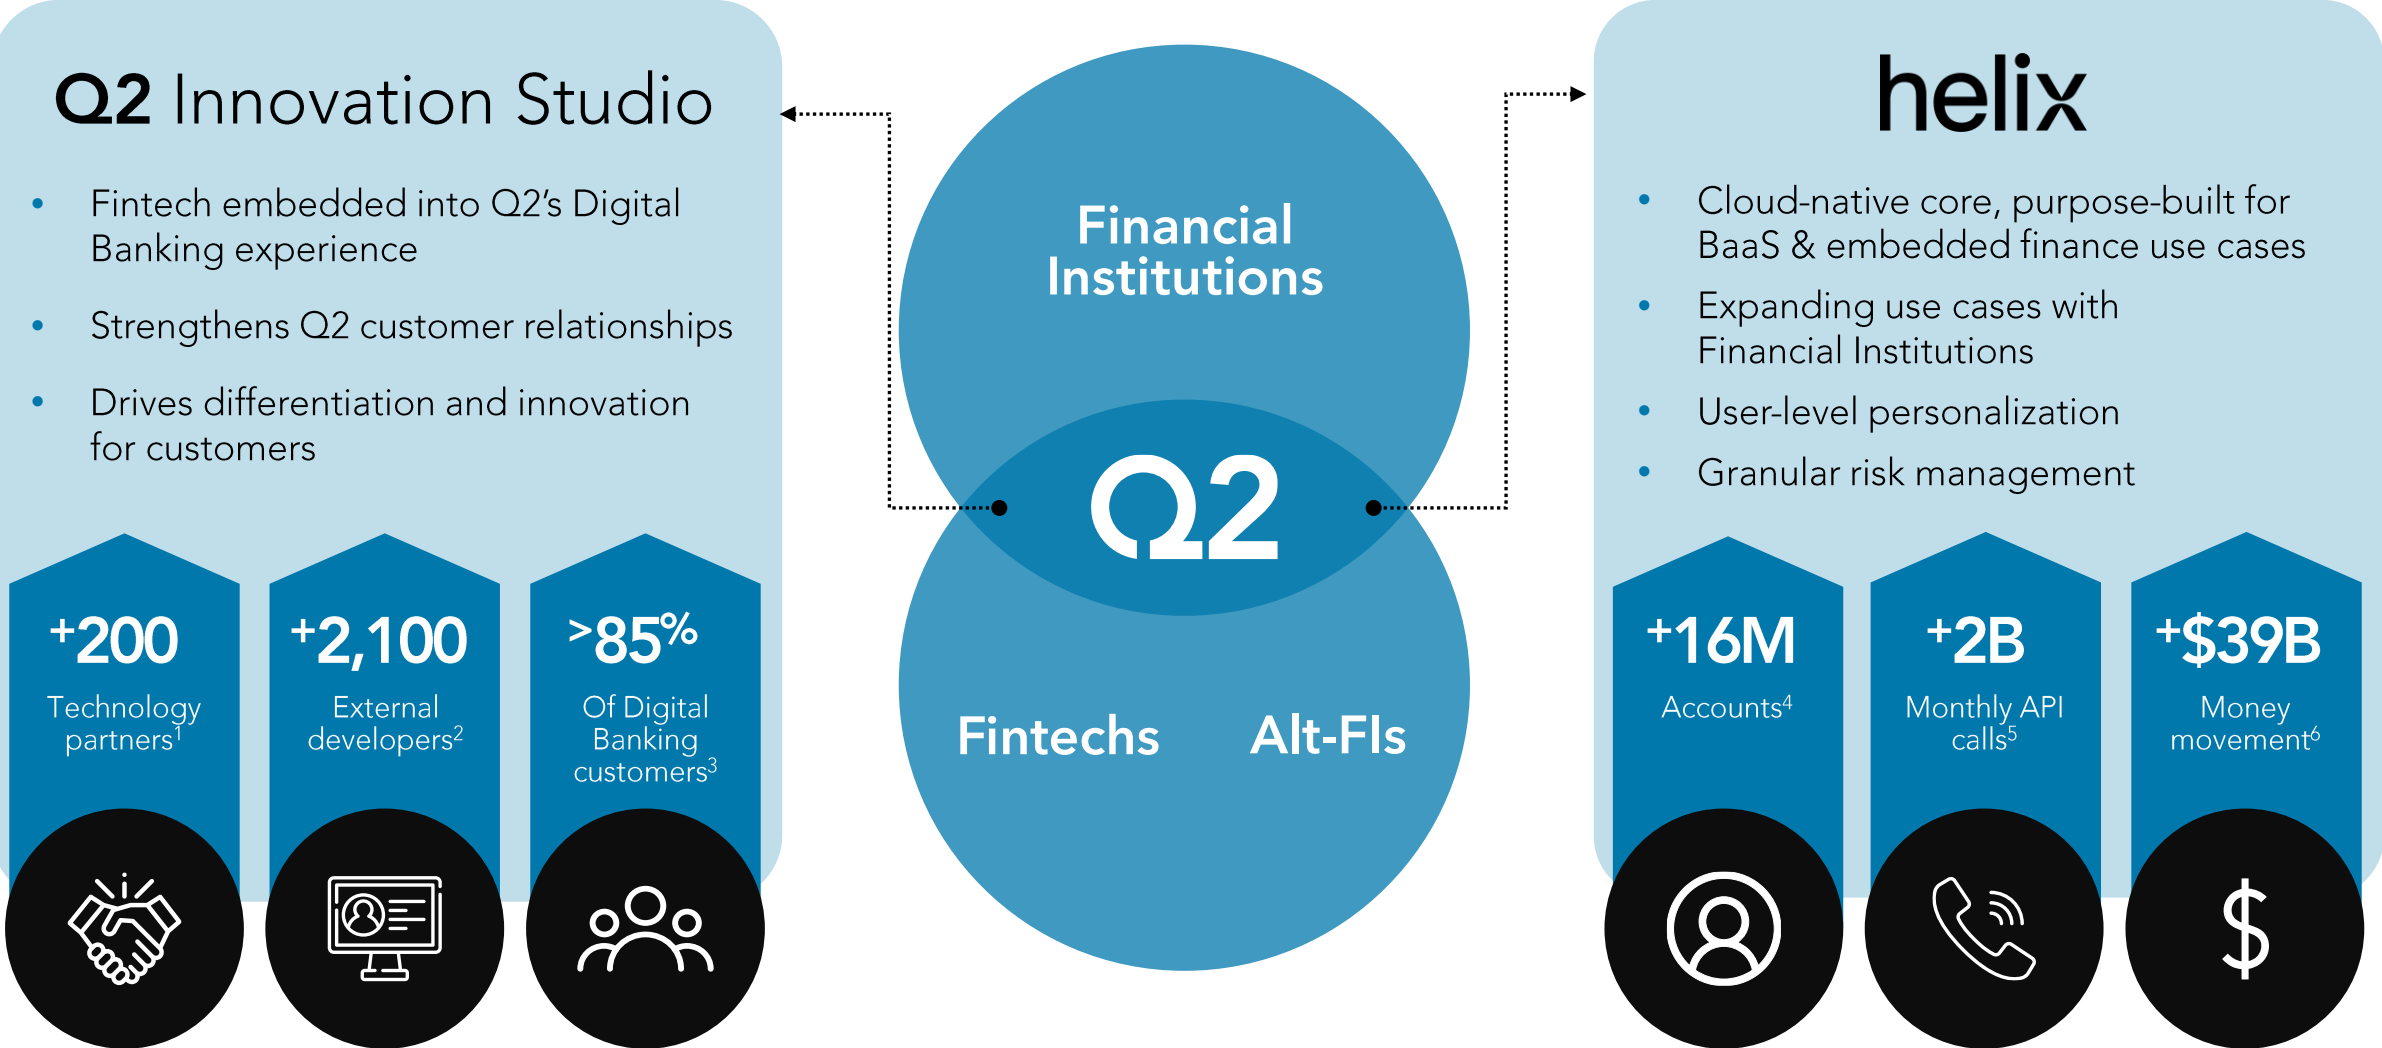 Q2 Innovation Studio
• Fintech embedded into Q2's Digital
Banking experience
• Strengthens Q2 customer relationships
• Drives differentiation and innovation
for customers
+200
Technology
partners1
+2,100
External
developers2
>85%
Of Digital
Banking
customers3
Financial
Institutions
Q2
Fintechs
Alt-FIs
helix
• Cloud-native core, purpose-built for
BaaS & embedded finance use cases
• Expanding use cases with
Financial Institutions
• User-level personalization
• Granular risk management
+16M
Accounts4
+2B
Monthly API
calls5
+$39B
Money
movement6
$